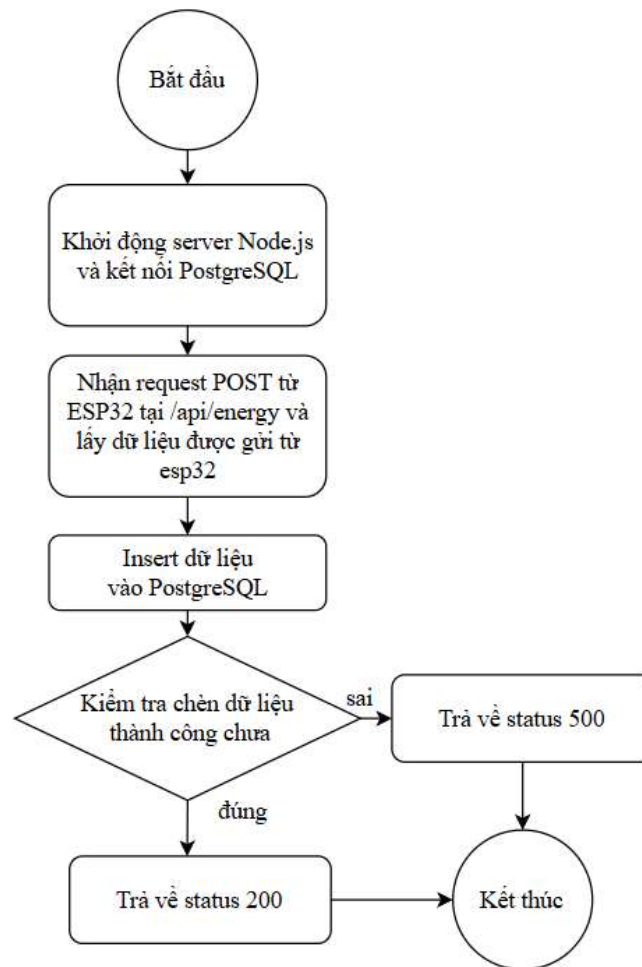 Bắt đầu
Khởi động server Node.js
và kết nối PostgreSQL
Nhận request POST từ
ESP32 tại /api/energy và
lấy dữ liệu được gửi từ
esp32
Insert dữ liệu
vào PostgreSQL
Kiểm tra chèn dữ liệu
thành công chưa
sai
Trả về status 500
đúng
Trả về status 200
Kết thúc